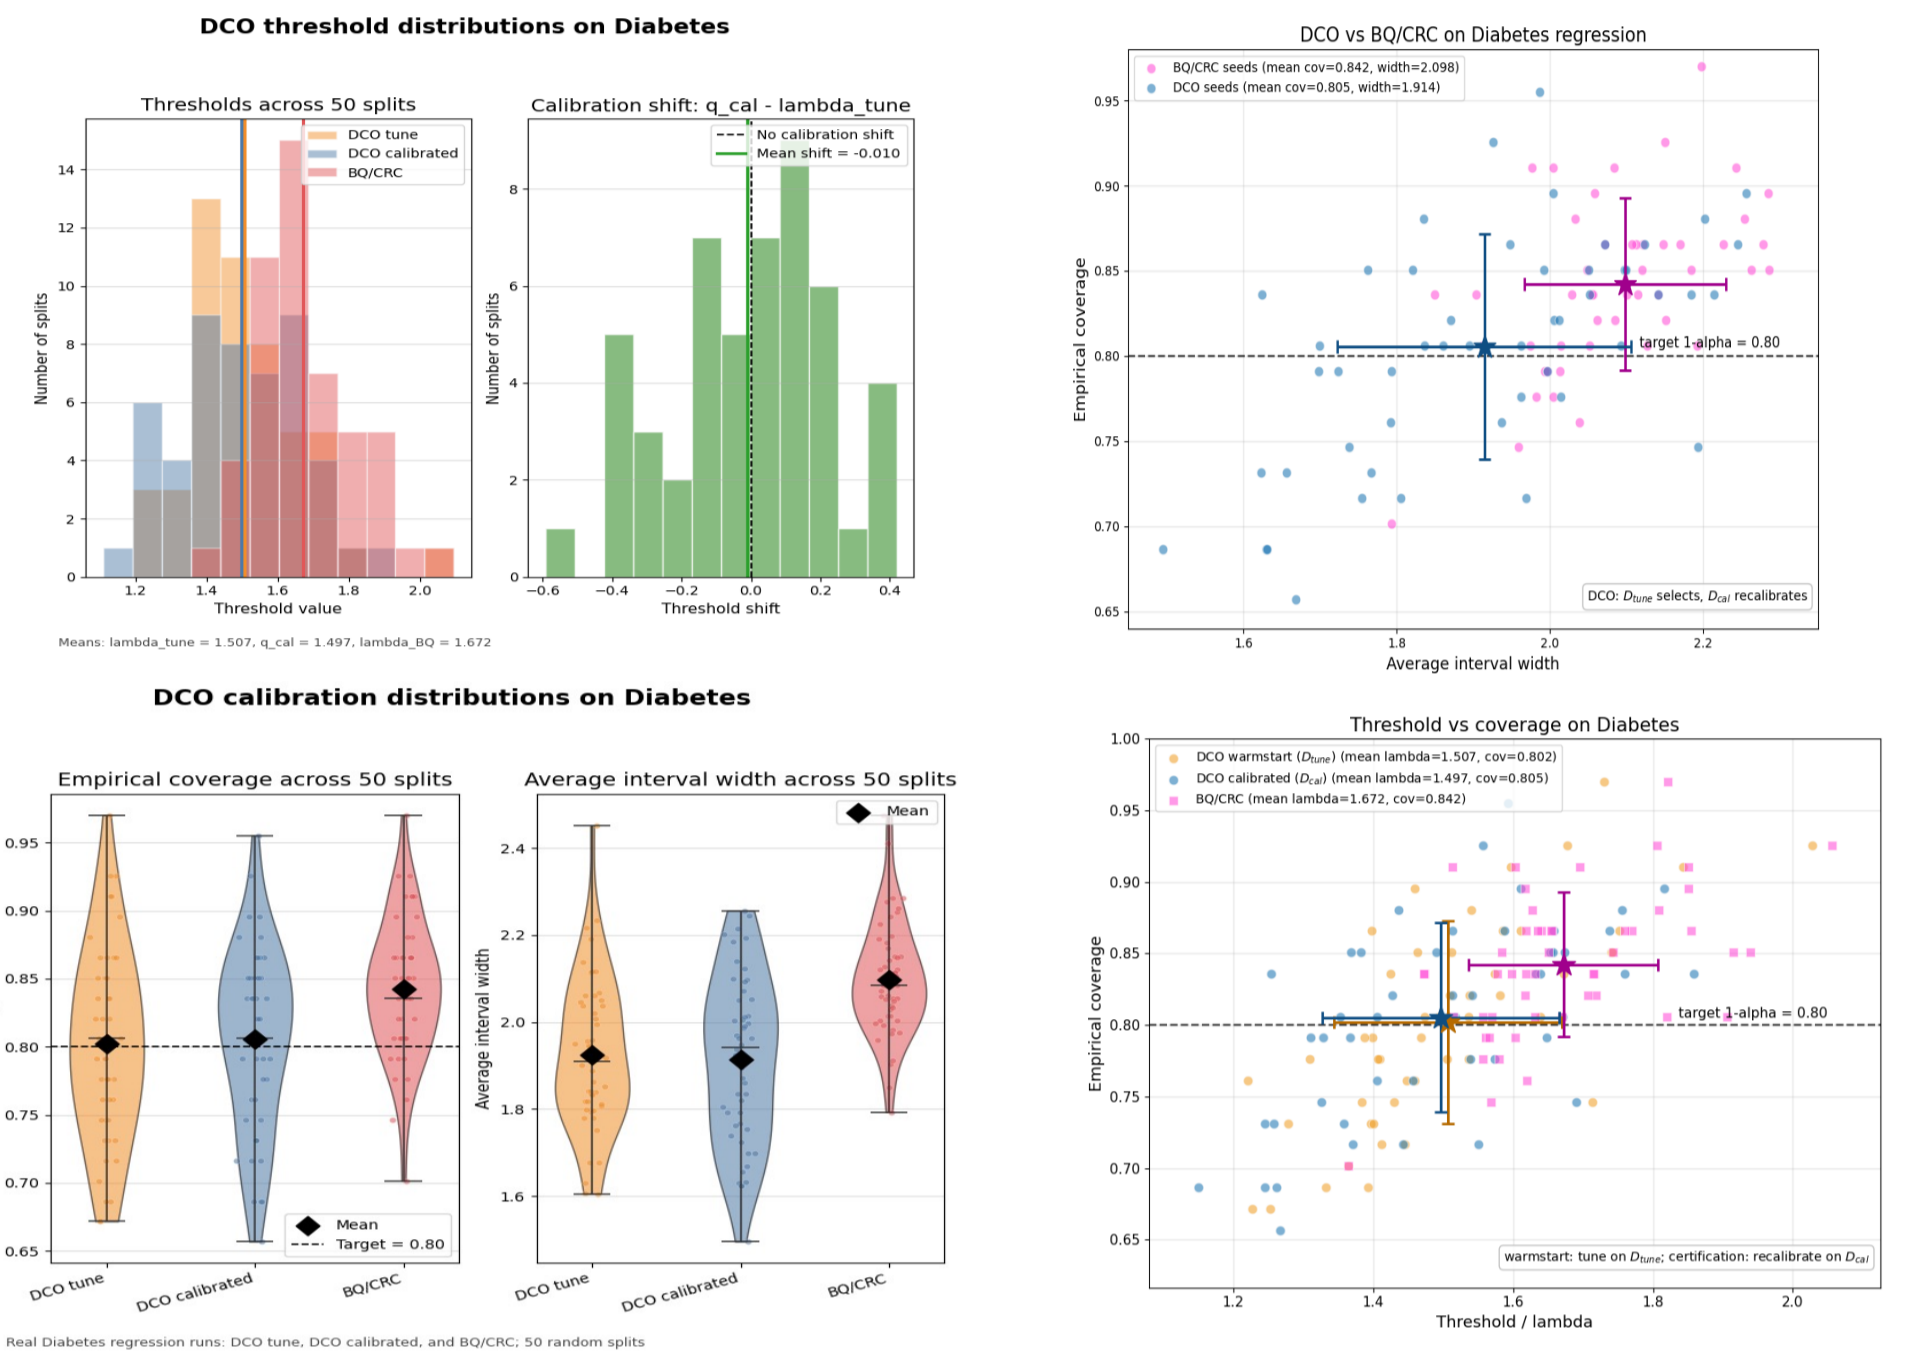 DCO threshold distributions on Diabetes
Thresholds across 50 splits
DCO tune
DCO calibrated
BQ/CRC
14
12
10
8
6
4
2
0
Number of splits
1.2 1.4 1.6 1.8 2.0
Threshold value
Calibration shift: q_cal - lambda_tune
No calibration shift
Mean shift = -0.010
8
6
4
2
0
Number of splits
−0.6 −0.4 −0.2 0.0 0.2 0.4
Threshold shift
Means: lambda_tune = 1.507, q_cal = 1.497, lambda_BQ = 1.672
DCO vs BQ/CRC on Diabetes regression
BQ/CRC seeds (mean cov=0.842, width=2.098)
DCO seeds (mean cov=0.805, width=1.914)
0.95
0.90
0.85
0.80
0.75
0.70
0.65
Empirical coverage
target 1-alpha = 0.80
DCO: D_tune selects, D_cal recalibrates
1.6 1.8 2.0 2.2
Average interval width
DCO calibration distributions on Diabetes
Empirical coverage across 50 splits
0.95
0.90
0.85
0.80
0.75
0.70
0.65
Mean
Target = 0.80
DCO tune DCO calibrated BQ/CRC
Average interval width across 50 splits
Mean
2.4
2.2
2.0
1.8
1.6
Average interval width
DCO tune DCO calibrated BQ/CRC
Real Diabetes regression runs: DCO tune, DCO calibrated, and BQ/CRC; 50 random splits
Threshold vs coverage on Diabetes
DCO warmstart (D_tune) (mean lambda=1.507, cov=0.802)
DCO calibrated (D_cal) (mean lambda=1.497, cov=0.805)
BQ/CRC (mean lambda=1.672, cov=0.842)
1.00
0.95
0.90
0.85
0.80
0.75
0.70
0.65
Empirical coverage
target 1-alpha = 0.80
warmstart: tune on D_tune; certification: recalibrate on D_cal
1.2 1.4 1.6 1.8 2.0
Threshold / lambda